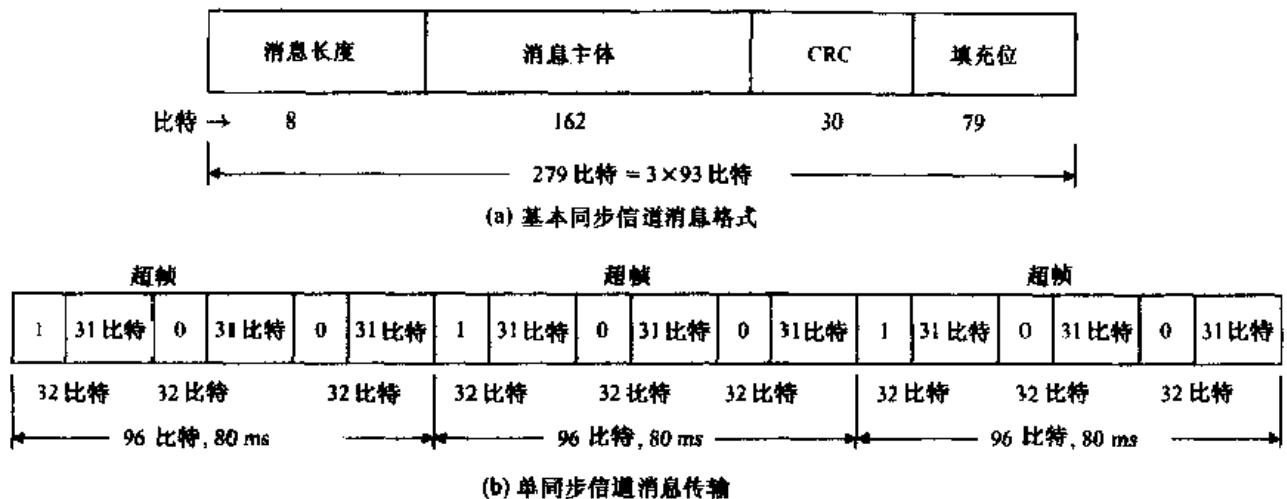 消息长度 消息主体 CRC 填充位
比特 → 8 162 30 79
279 比特 = 3×93 比特
(a) 基本同步信道消息格式
超帧 超帧 超帧
1 31 比特 0 31 比特 0 31 比特 1 31 比特 0 31 比特 0 31 比特 1 31 比特 0 31 比特 0 31 比特
32 比特 32 比特 32 比特 32 比特 32 比特 32 比特 32 比特 32 比特 32 比特
96 比特, 80 ms 96 比特, 80 ms 96 比特, 80 ms
(b) 单同步信道消息传输